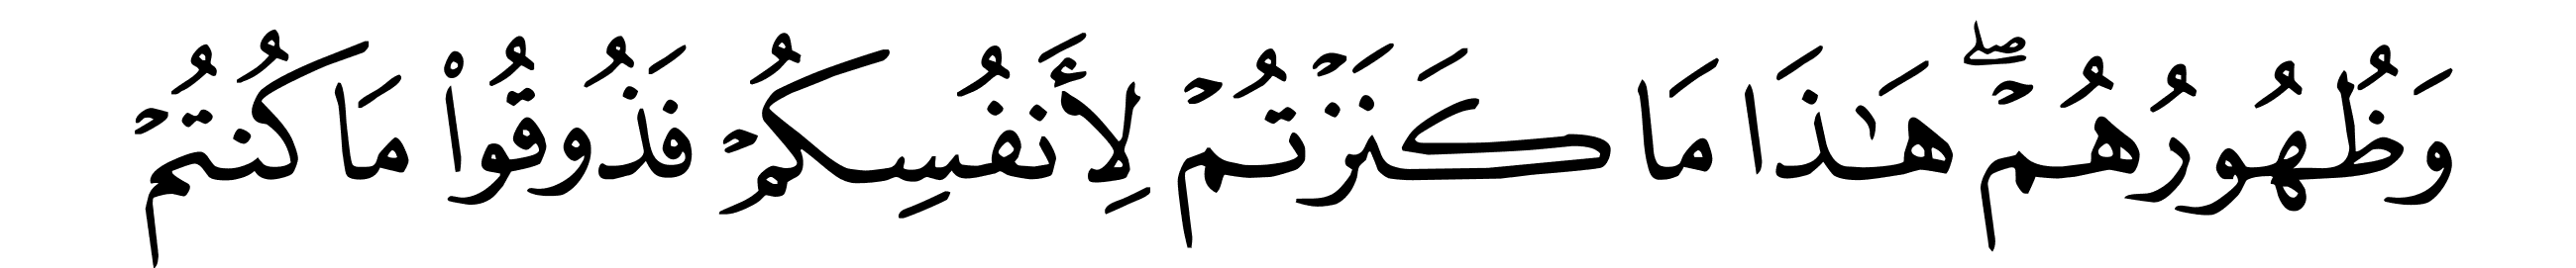 وَظُهُورُهُمۡۖ هَـٰذَا مَا كَنَزۡتُمۡ لِأَنفُسِكُمۡ فَذُوقُواْ مَا كُنتُمۡ